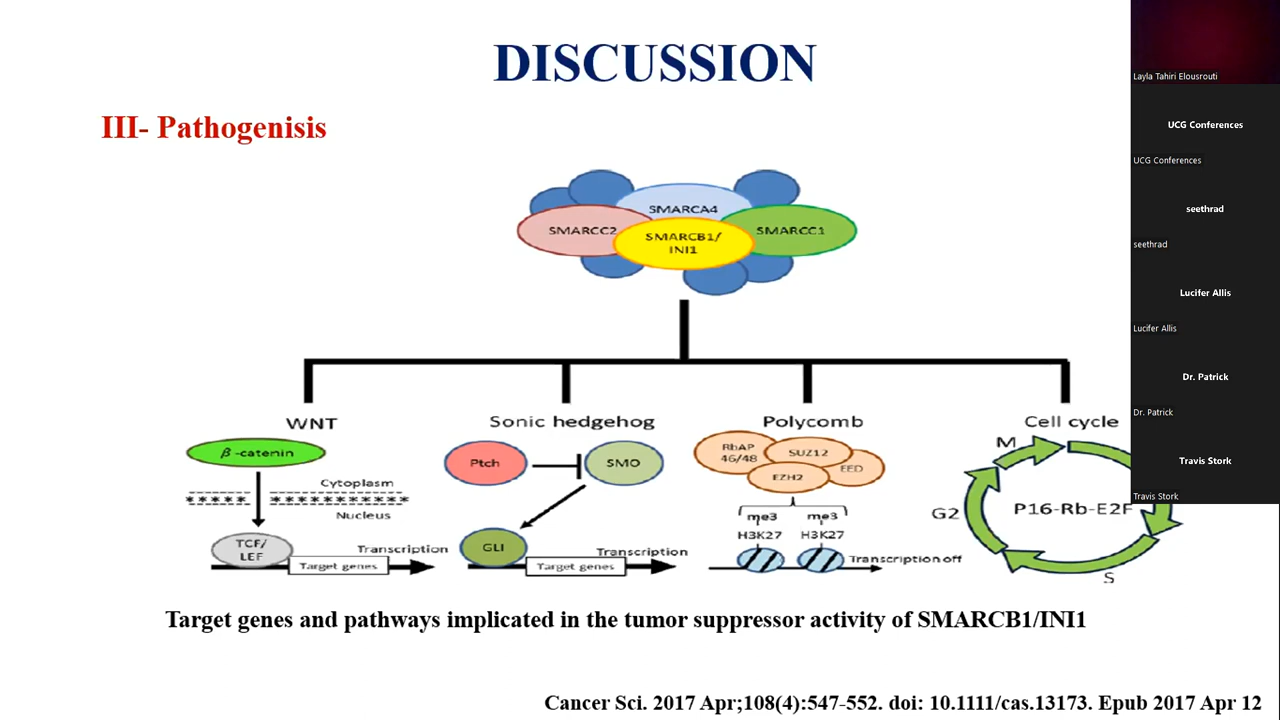 DISCUSSION
III- Pathogenisis
SMARCA4
SMARCC2
SMARCB1/
INI1
SMARCC1
WNT
β-catenin
Cytoplasm
*****
***********
Nucleus
TCF/
LEF
Transcription
Target genes
Sonic hedgehog
Ptch
SMO
GLI
Transcription
Target genes
Polycomb
RbAP
46/48
SUZ12
EED
EZH2
me3
me3
H3K27
H3K27
Transcription off
Cell cycle
M
G2
P16-Rb-E2F
S
Target genes and pathways implicated in the tumor suppressor activity of SMARCB1/INI1
Cancer Sci. 2017 Apr;108(4):547-552. doi: 10.1111/cas.13173. Epub 2017 Apr 12
Layla Tahiri Elousrouti
UCG Conferences
UCG Conferences
seethrad
seethrad
Lucifer Allis
Lucifer Allis
Dr. Patrick
Dr. Patrick
Travis Stork
Travis Stork